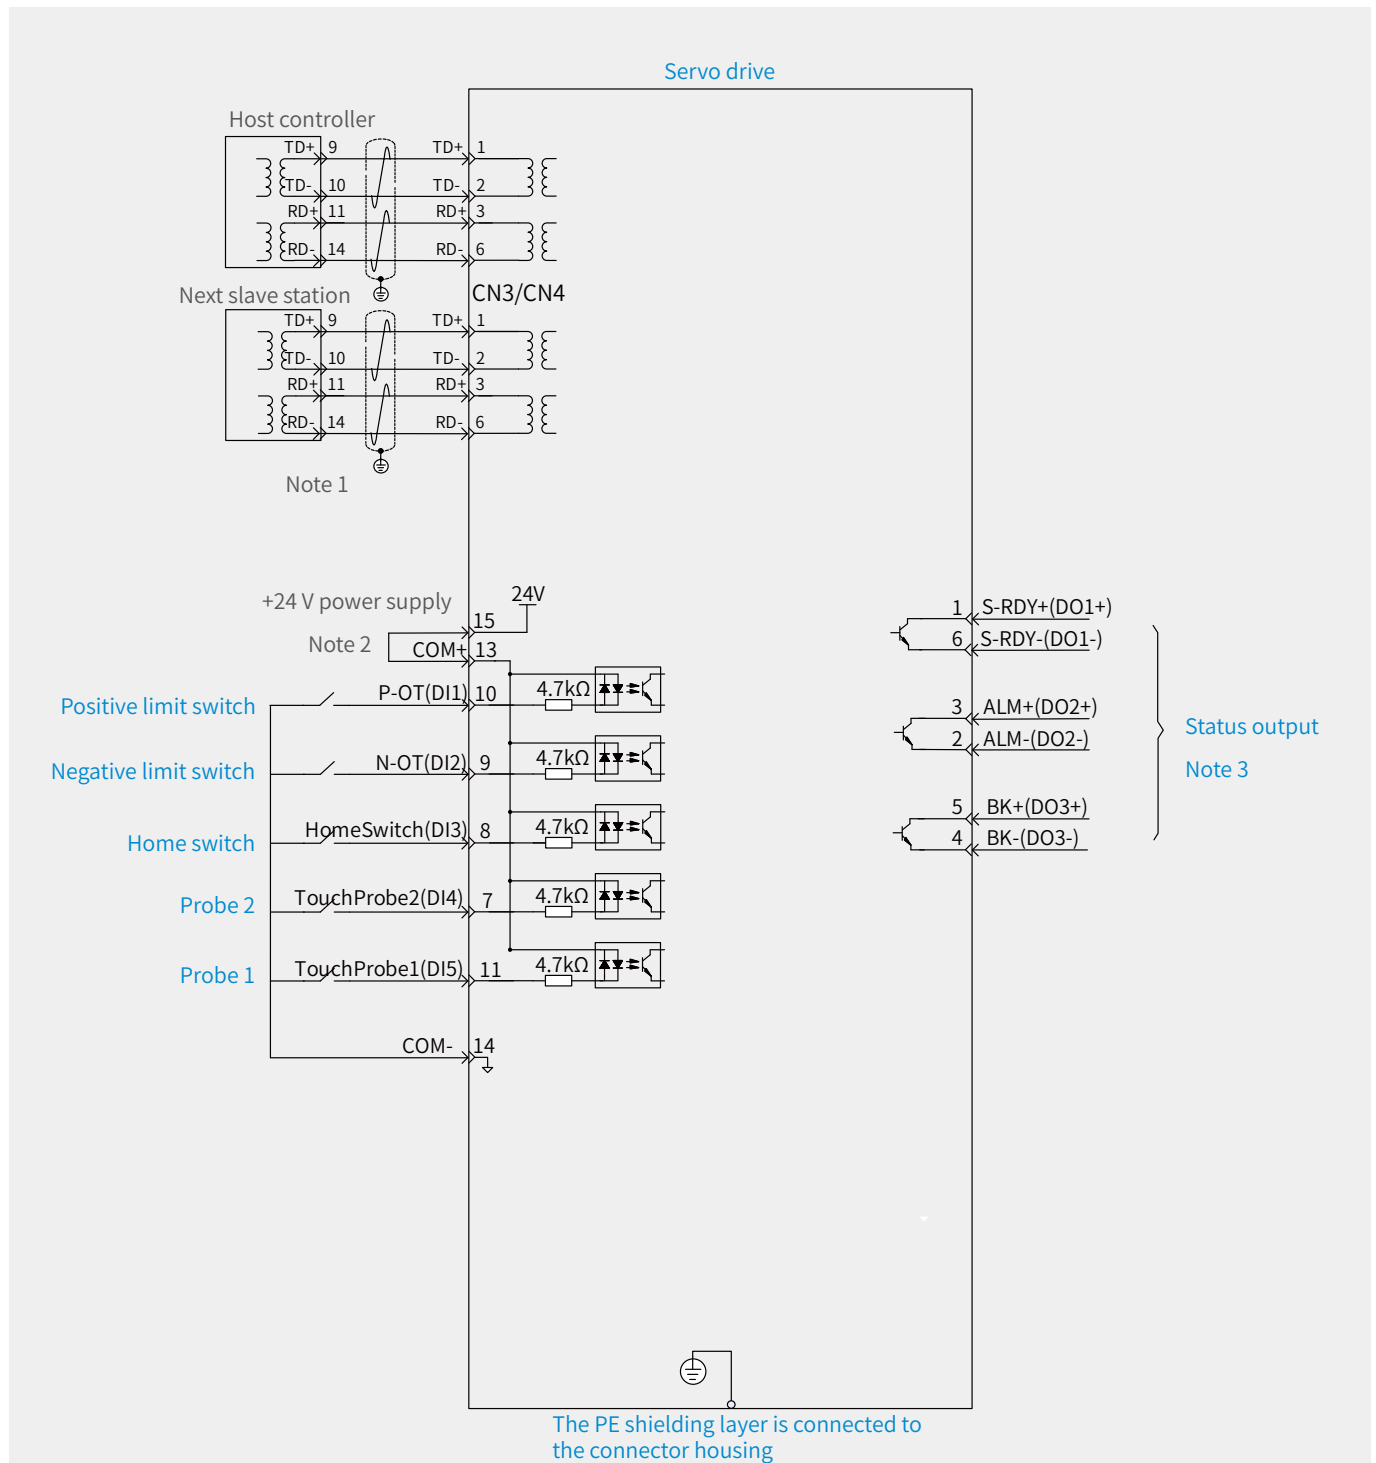 Servo drive
Host controller
TD+ 9 TD+ 1
TD- 10 TD- 2
RD+ 11 RD+ 3
RD- 14 RD- 6
Next slave station
CN3/CN4
TD+ 9 TD+ 1
TD- 10 TD- 2
RD+ 11 RD+ 3
RD- 14 RD- 6
Note 1
+24 V power supply
24V
15
Note 2
COM+ 13
Positive limit switch
P-OT(DI1) 10 4.7kΩ
Negative limit switch
N-OT(DI2) 9 4.7kΩ
Home switch
HomeSwitch(DI3) 8 4.7kΩ
Probe 2
TouchProbe2(DI4) 7 4.7kΩ
Probe 1
TouchProbe1(DI5) 11 4.7kΩ
COM- 14
1 S-RDY+(DO1+)
6 S-RDY-(DO1-)
3 ALM+(DO2+)
2 ALM-(DO2-)
5 BK+(DO3+)
4 BK-(DO3-)
Status output
Note 3
The PE shielding layer is connected to
the connector housing